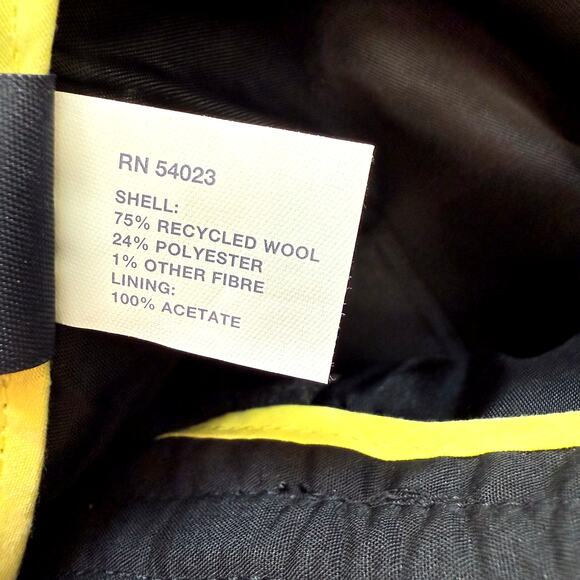 RN 54023
SHELL:
75% RECYCLED WOOL
24% POLYESTER
1% OTHER FIBRE
LINING:
100% ACETATE